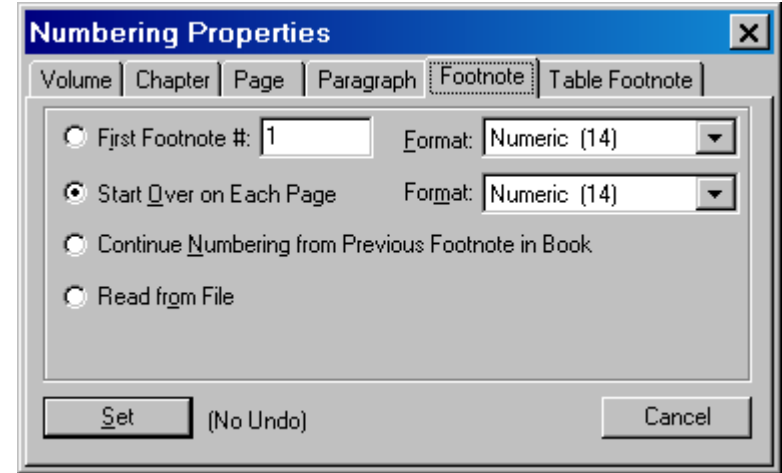 Numbering Properties
Volume Chapter Page Paragraph Footnote Table Footnote
First Footnote #: 1 Format: Numeric (14)
Start Over on Each Page Format: Numeric (14)
Continue Numbering from Previous Footnote in Book
Read from File
Set (No Undo) Cancel